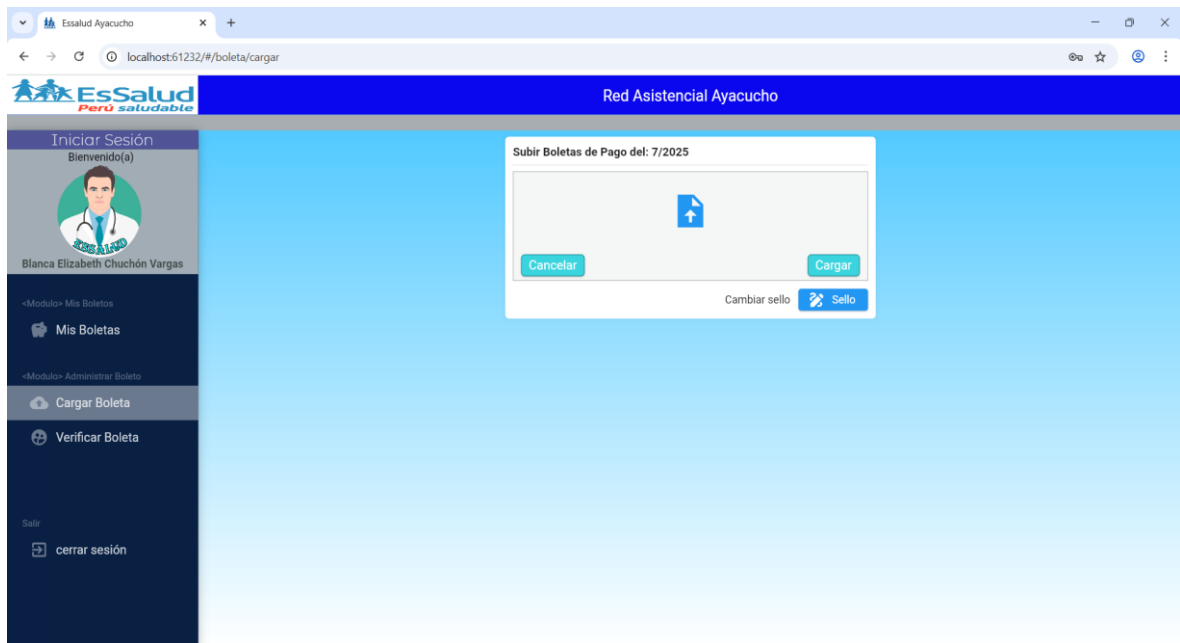 Essalud Ayacucho
localhost:61232/#/boleta/cargar
EsSalud
Perú saludable
Red Asistencial Ayacucho
Iniciar Sesión
Bienvenido(a)
ESSALUD
Blanca Elizabeth Chuchón Vargas
<Modulo> Mis Boletos
Mis Boletas
<Modulo> Administrar Boleto
Cargar Boleta
Verificar Boleta
Salir
cerrar sesión
Subir Boletas de Pago del: 7/2025
Cancelar Cargar
Cambiar sello Sello